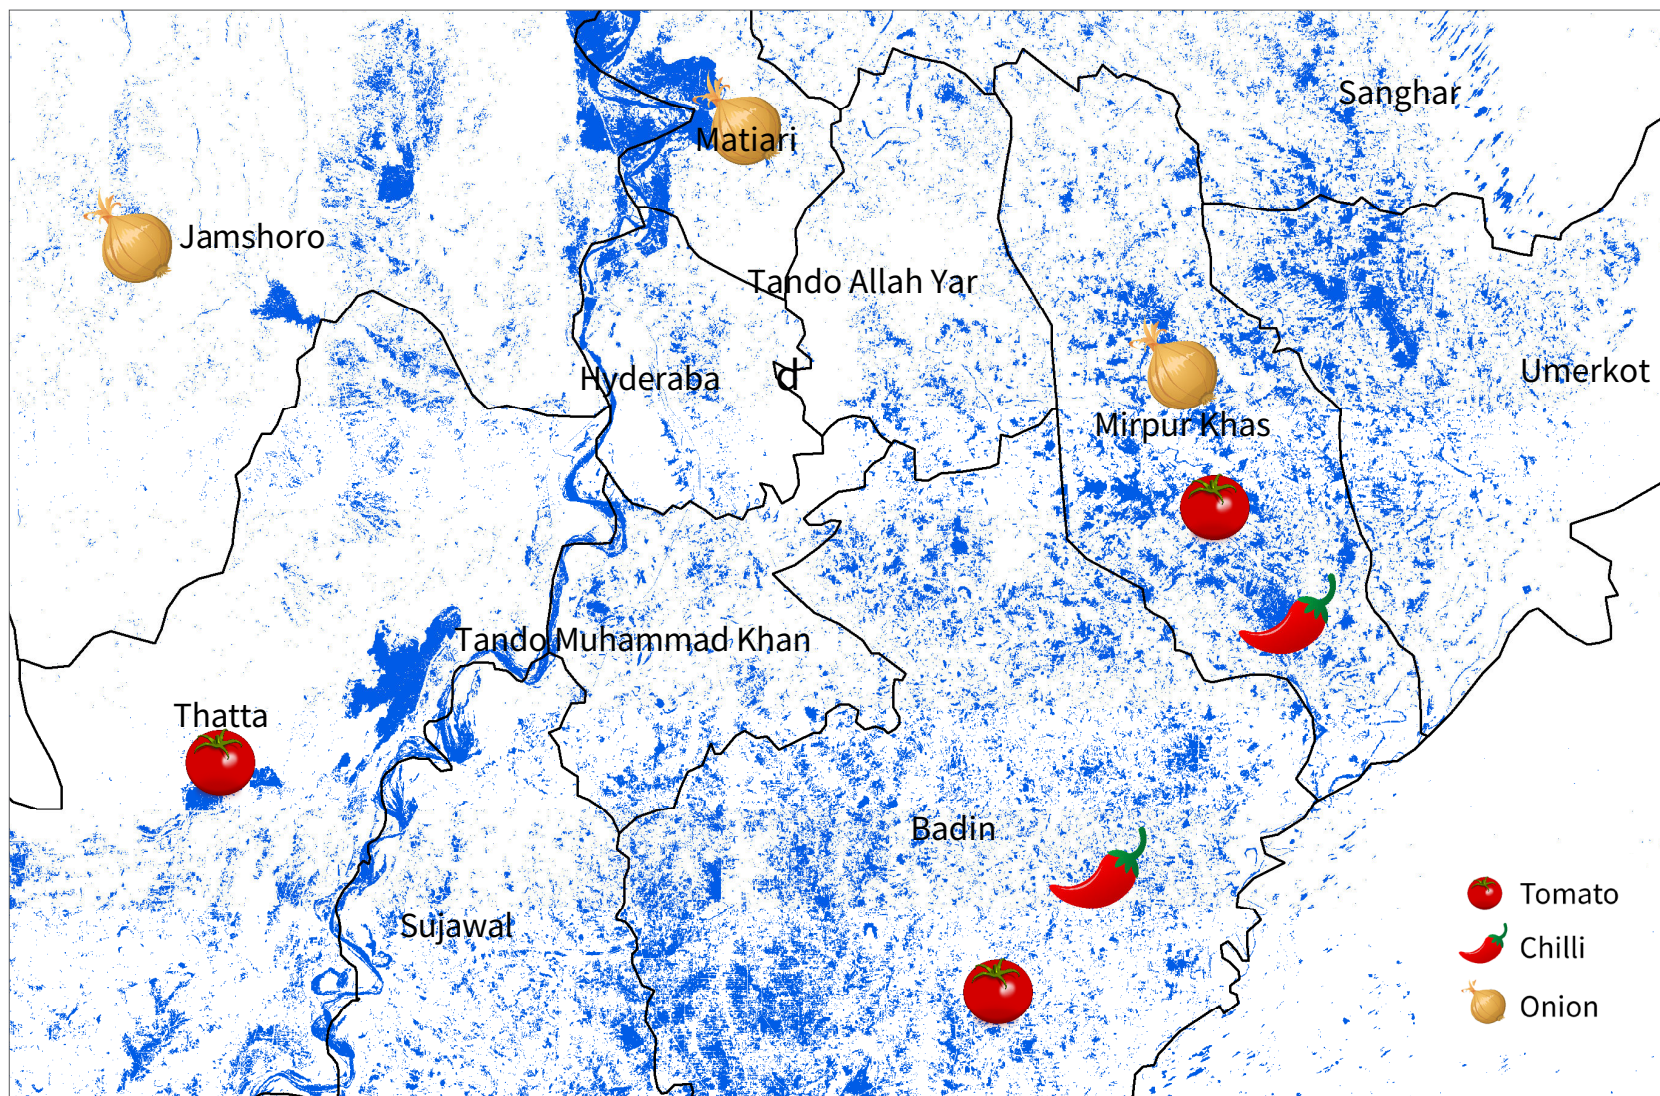 Sanghar
Matiari
Jamshoro
Tando Allah Yar
Hyderaba d
Umerkot
Mirpur Khas
Tando Muhammad Khan
Thatta
Badin
Sujawal
Tomato
Chilli
Onion